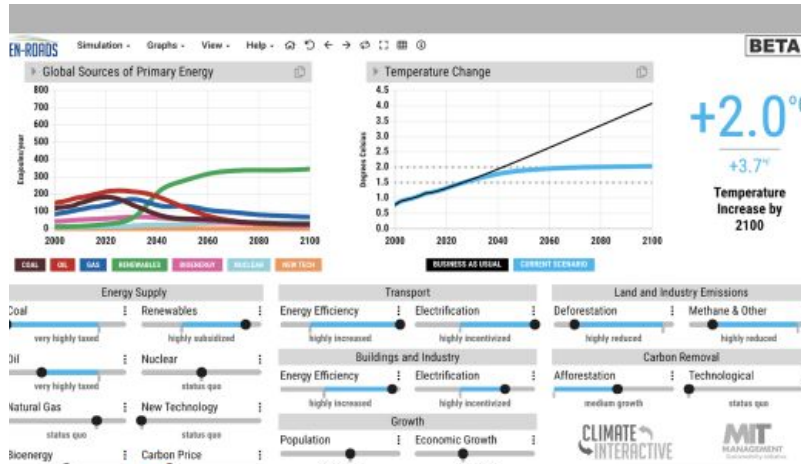 EN-ROADS Simulation Graphs View Help
BETA
Global Sources of Primary Energy
Exajoules/year
800
700
600
500
400
300
200
100
0
2000 2020 2040 2060 2080 2100
COAL OIL GAS RENEWABLES BIOENERGY NUCLEAR NEW TECH
Temperature Change
Degrees Celsius
4.5
4.0
3.5
3.0
2.5
2.0
1.5
1.0
0.5
0.0
2000 2020 2040 2060 2080 2100
BUSINESS AS USUAL CURRENT SCENARIO
+2.0°
+3.7°F
Temperature
Increase by
2100
Energy Supply
Coal
very highly taxed
Renewables
highly subsidized
Oil
very highly taxed
Nuclear
status quo
Natural Gas
status quo
New Technology
status quo
Bioenergy
Carbon Price
Transport
Energy Efficiency
highly increased
Electrification
highly incentivized
Buildings and Industry
Energy Efficiency
highly increased
Electrification
highly incentivized
Growth
Population
Economic Growth
Land and Industry Emissions
Deforestation
highly reduced
Methane & Other
highly reduced
Carbon Removal
Afforestation
medium growth
Technological
status quo
CLIMATE
INTERACTIVE
MIT
MANAGEMENT